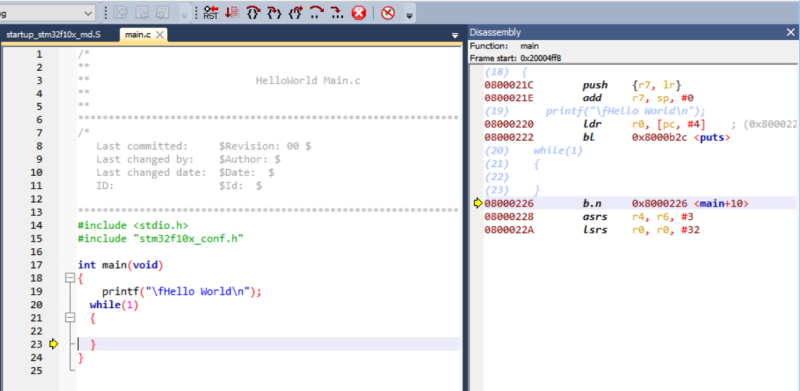 ug
RST
startup_stm32f10x_md.S
main.c
1 /*
2 **
3 ** HelloWorld Main.c
4 **
5 **
6 ******************************************************************************
7 /*
8 Last committed: $Revision: 00 $
9 Last changed by: $Author: $
10 Last changed date: $Date: $
11 ID: $Id: $
12
13 ******************************************************************************
14 #include <stdio.h>
15 #include "stm32f10x_conf.h"
16
17 int main(void)
18 {
19 printf("\fHello World\n");
20 while(1)
21 {
22
23 }
24 }
25
Disassembly
Function: main
Frame start: 0x20004ff8
(18) {
0800021C push {r7, lr}
0800021E add r7, sp, #0
(19) printf("\fHello World\n");
08000220 ldr r0, [pc, #4] ; (0x800022
08000222 bl 0x8000b2c <puts>
(20) while(1)
(21) {
(22)
(23) }
08000226 b.n 0x8000226 <main+10>
08000228 asrs r4, r6, #3
0800022A lsrs r0, r0, #32